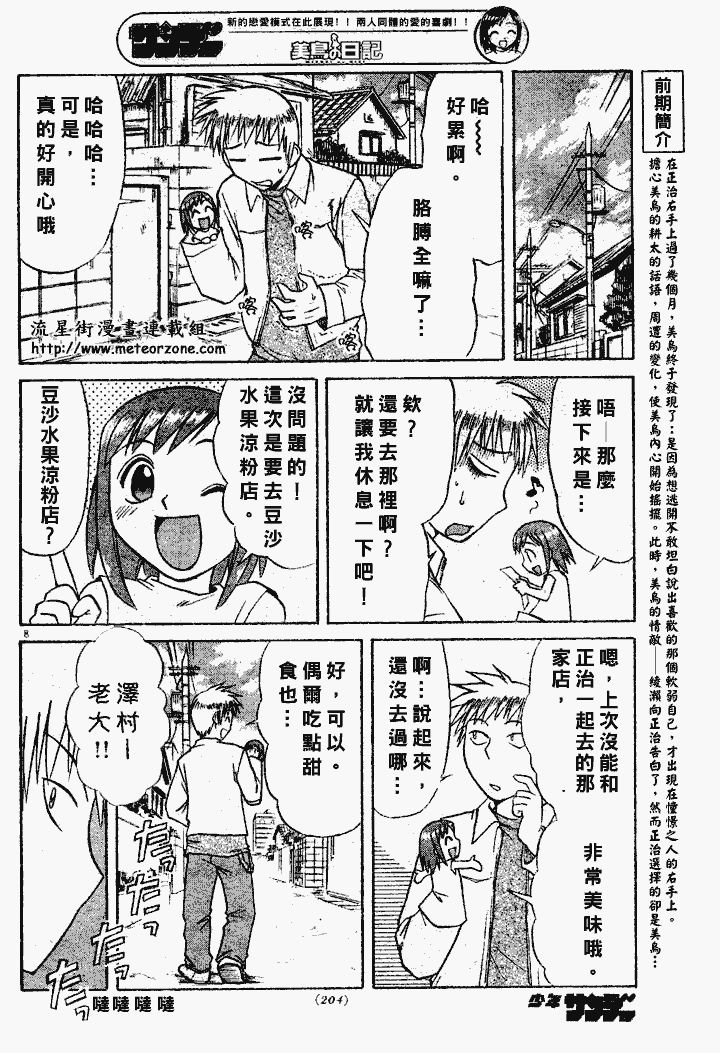 新的戀愛模式在此展現！！兩人同體的愛的喜劇！！
美鳥の日記
前期簡介
在正治右手上過了幾個月，美鳥終于發現了：是因為想逃開不敢坦白說出喜歡的那個軟弱自己，才出現在憧憬之人的右手上。
擔心美鳥的耕太的話語，周遭的變化，使美鳥內心開始搖擺。此時，美鳥的情敵──綾瀨向正治告白了，然而正治選擇的卻是美鳥…
哈～～
好累啊。
胳膊全嘛了…
喀
喀
喀
哈哈哈…
可是，
真的好開心哦
流星街漫畫連載組
http://www.meteorzone.com
唔─那麼
接下來是…
欸？
還要去那裡啊？
就讓我休息一下吧！
沒問題的！
這次是要去豆沙
水果涼粉店。
豆沙水果涼粉店？
8
嗯，上次沒能和
正治一起去的那
家店，
非常美味哦。
啊…說起來，
還沒去過哪…
好，可以。
偶爾吃點甜
食也…
澤村ー
老大!!
たっ
たっ
たっ
噠噠噠噠
(204)
少年サンデー